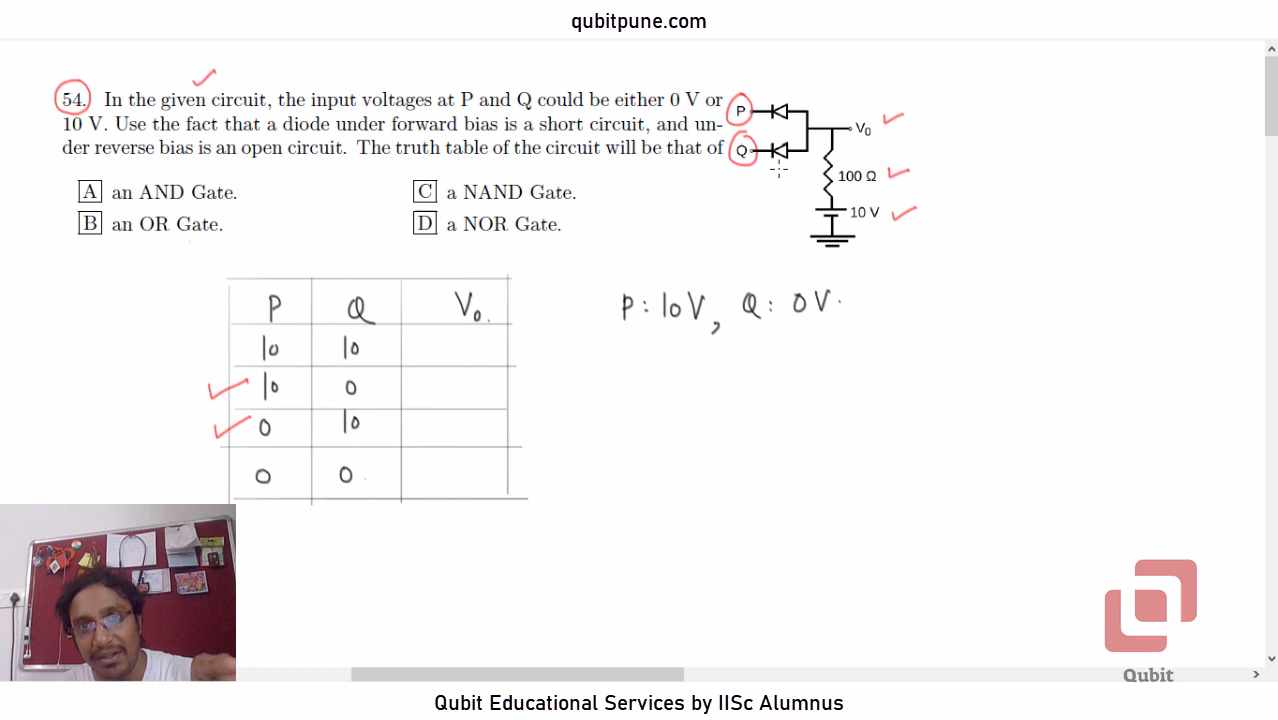 qubitpune.com
54. In the given circuit, the input voltages at P and Q could be either 0 V or
10 V. Use the fact that a diode under forward bias is a short circuit, and un-
der reverse bias is an open circuit. The truth table of the circuit will be that of
A an AND Gate. C a NAND Gate.
B an OR Gate. D a NOR Gate.
P
Q
V₀
100 Ω
10 V
P Q V₀.
10 10
10 0
0 10
0 0
P : 10V, Q : 0V.
Qubit
Qubit Educational Services by IISc Alumnus